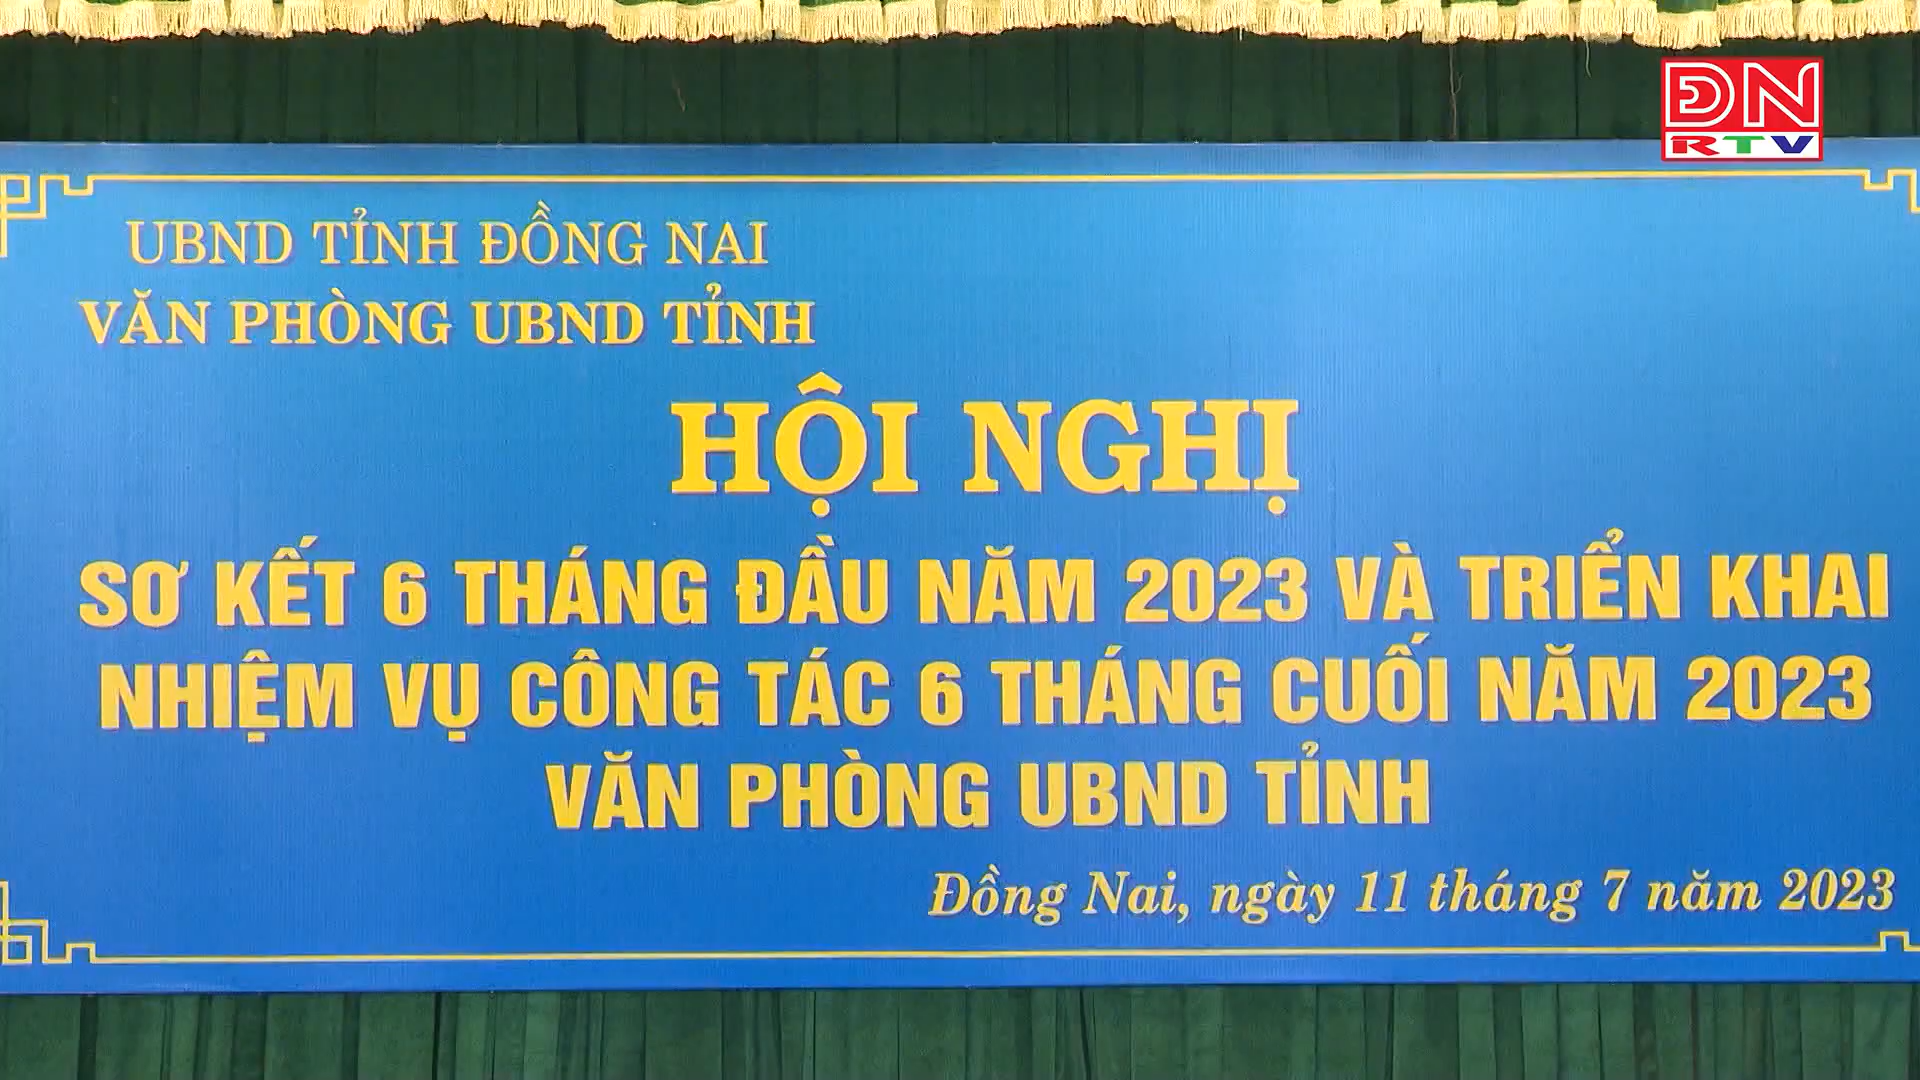 ĐN
RTV
UBND TỈNH ĐỒNG NAI
VĂN PHÒNG UBND TỈNH
HỘI NGHỊ
SƠ KẾT 6 THÁNG ĐẦU NĂM 2023 VÀ TRIỂN KHAI
NHIỆM VỤ CÔNG TÁC 6 THÁNG CUỐI NĂM 2023
VĂN PHÒNG UBND TỈNH
Đồng Nai, ngày 11 tháng 7 năm 2023